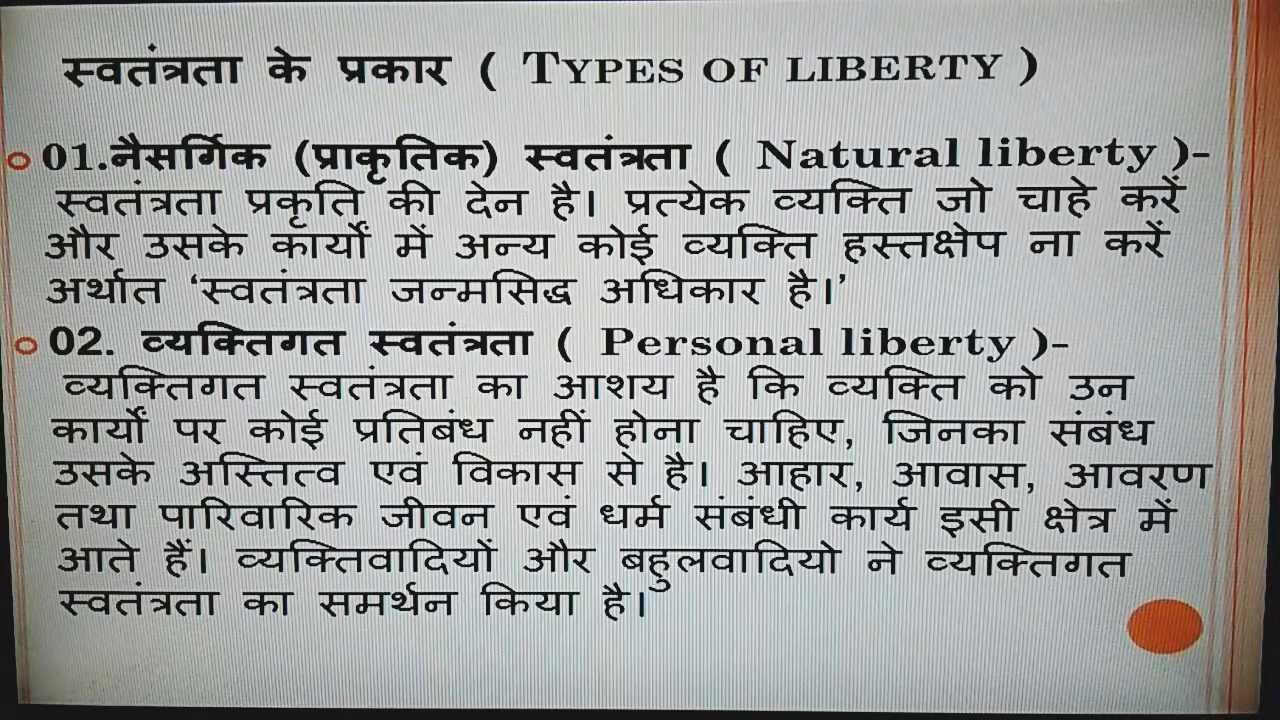 स्वतंत्रता के प्रकार ( TYPES OF LIBERTY )
01.नैसर्गिक (प्राकृतिक) स्वतंत्रता ( Natural liberty )-
स्वतंत्रता प्रकृति की देन है। प्रत्येक व्यक्ति जो चाहे करें
और उसके कार्यों में अन्य कोई व्यक्ति हस्तक्षेप ना करें
अर्थात ‘स्वतंत्रता जन्मसिद्ध अधिकार है।’
02. व्यक्तिगत स्वतंत्रता ( Personal liberty )-
व्यक्तिगत स्वतंत्रता का आशय है कि व्यक्ति को उन
कार्यों पर कोई प्रतिबंध नहीं होना चाहिए, जिनका संबंध
उसके अस्तित्व एवं विकास से है। आहार, आवास, आवरण
तथा पारिवारिक जीवन एवं धर्म संबंधी कार्य इसी क्षेत्र में
आते हैं। व्यक्तिवादियों और बहुलवादियो ने व्यक्तिगत
स्वतंत्रता का समर्थन किया है।